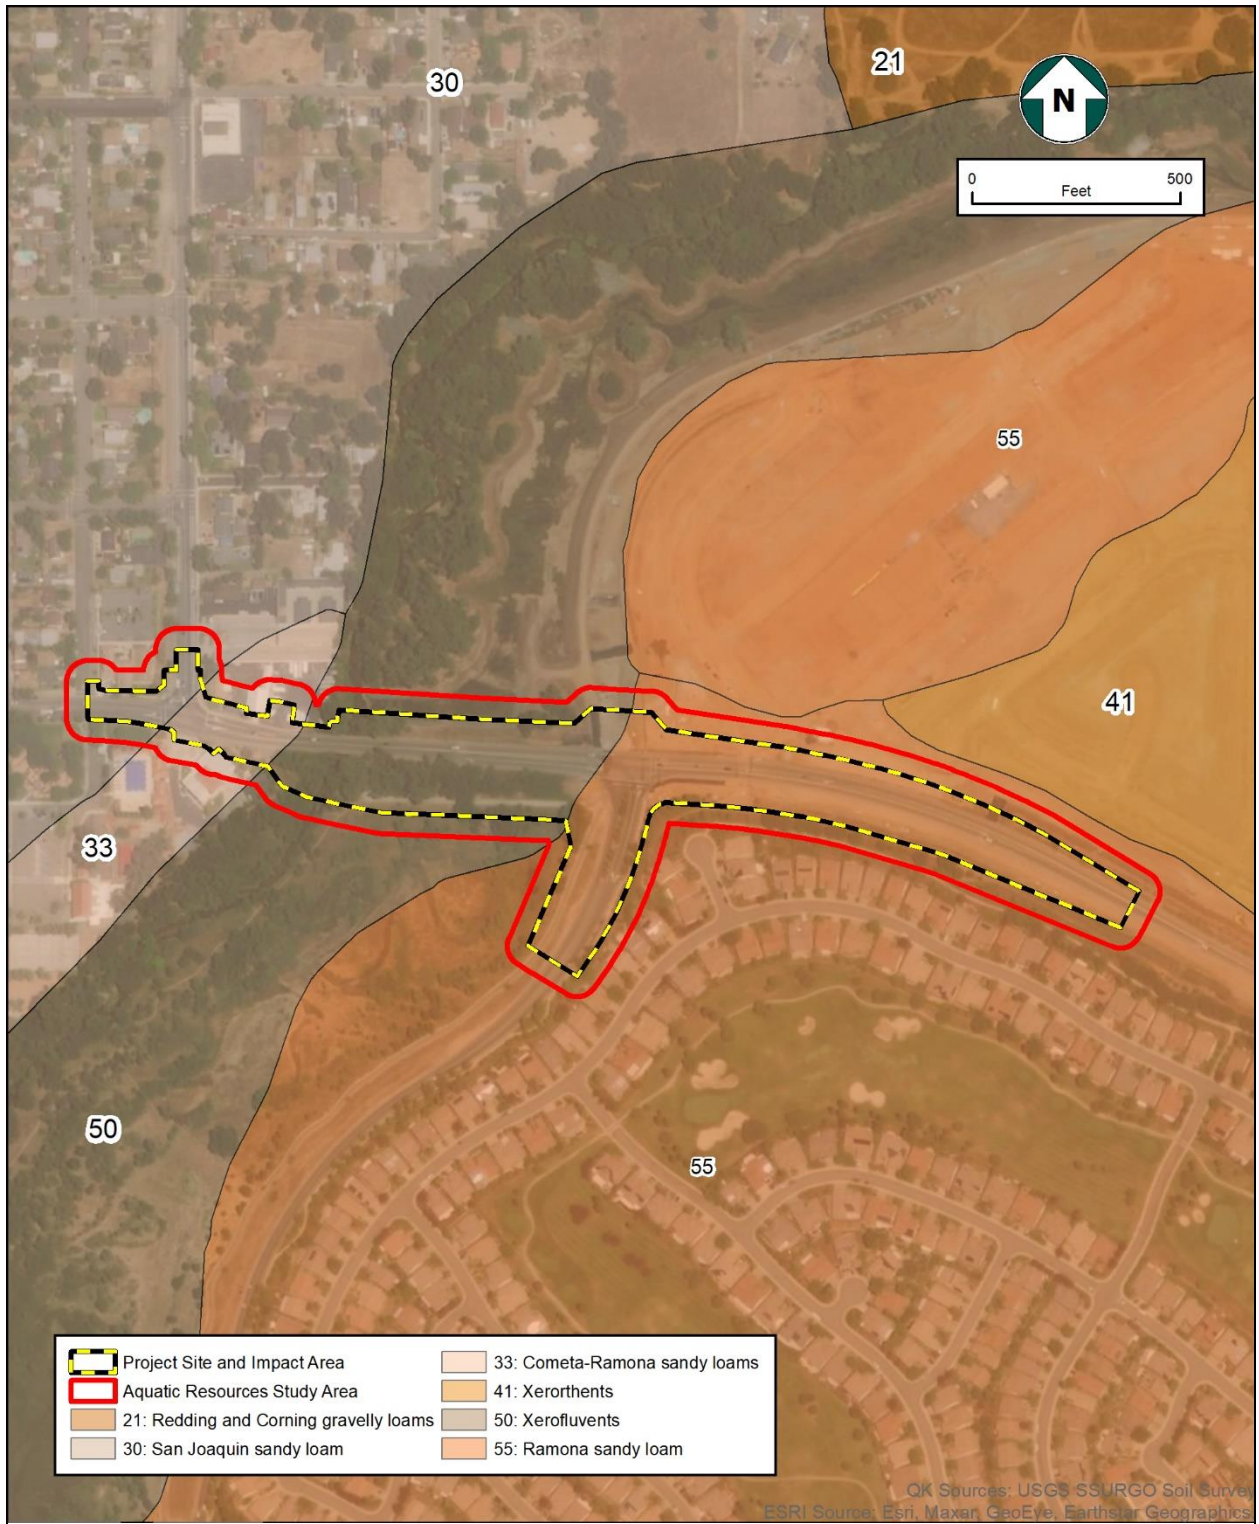 30
21
N
0 500
Feet
55
41
33
50
55
Project Site and Impact Area
Aquatic Resources Study Area
21: Redding and Corning gravelly loams
30: San Joaquin sandy loam
33: Cometa-Ramona sandy loams
41: Xerorthents
50: Xerofluvents
55: Ramona sandy loam
QK Sources: USGS SSURGO Soil Survey
ESRI Source: Esri, Maxar, GeoEye, Earthstar Geographics